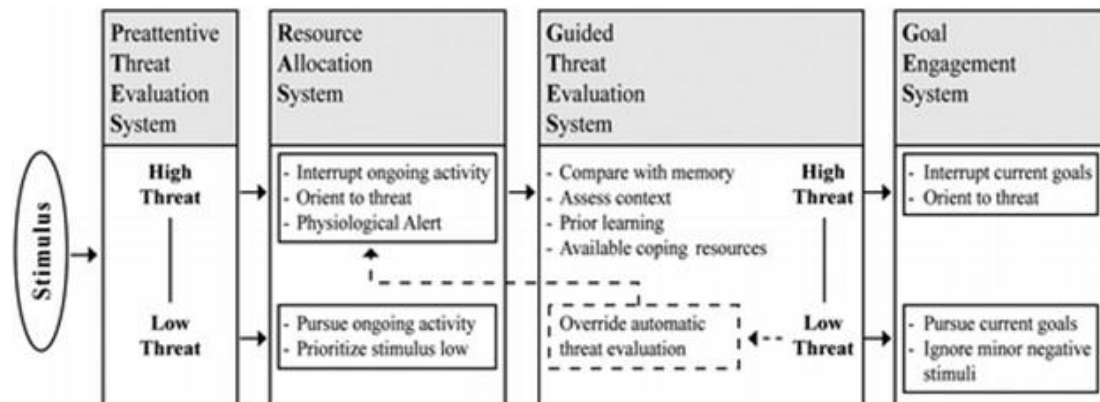 Stimulus
Preattentive
Threat
Evaluation
System
High
Threat
Low
Threat
Resource
Allocation
System
- Interrupt ongoing activity
- Orient to threat
- Physiological Alert
- Pursue ongoing activity
- Prioritize stimulus low
Guided
Threat
Evaluation
System
- Compare with memory
- Assess context
- Prior learning
- Available coping resources
Override automatic
threat evaluation
High
Threat
Low
Threat
Goal
Engagement
System
- Interrupt current goals
- Orient to threat
- Pursue current goals
- Ignore minor negative
stimuli